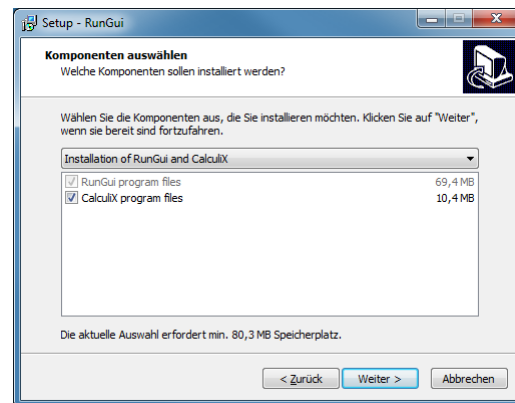 Setup - RunGui
Komponenten auswählen
Welche Komponenten sollen installiert werden?
Wählen Sie die Komponenten aus, die Sie installieren möchten. Klicken Sie auf "Weiter",
wenn sie bereit sind fortzufahren.
Installation of RunGui and CalculiX
RunGui program files 69,4 MB
CalculiX program files 10,4 MB
Die aktuelle Auswahl erfordert min. 80,3 MB Speicherplatz.
< Zurück Weiter > Abbrechen